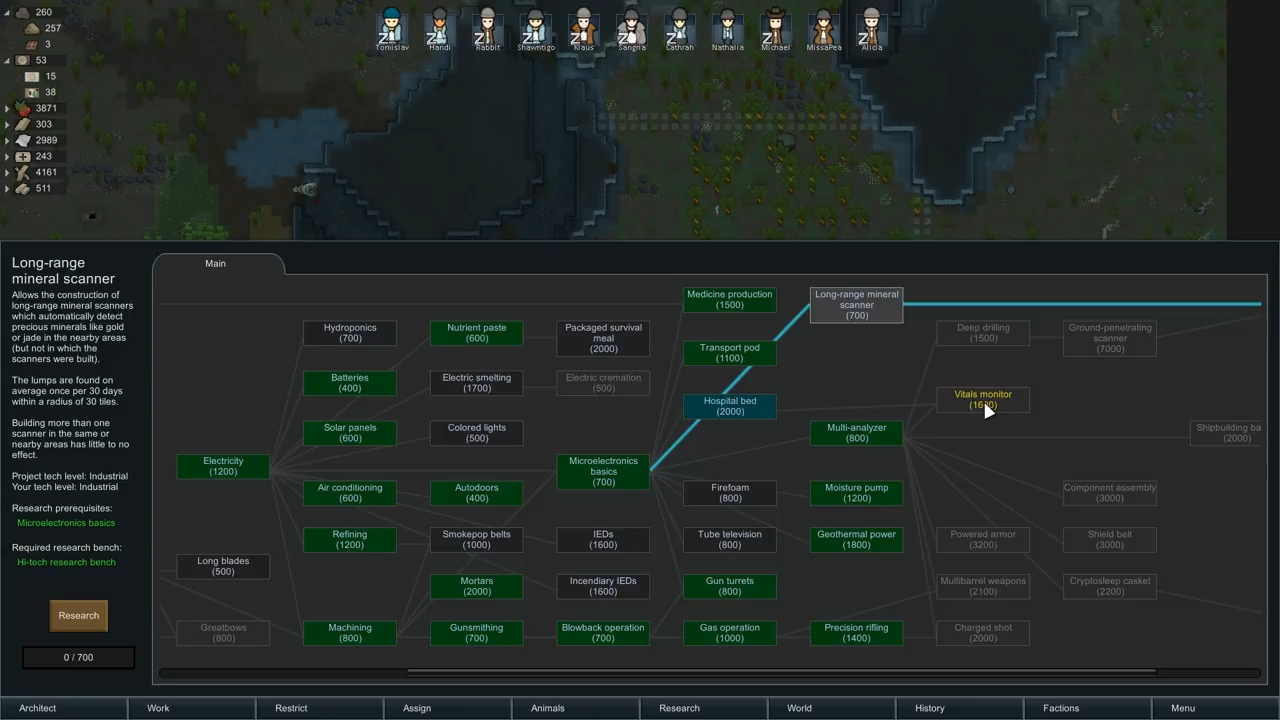 260
257
3
53
15
38
3871
303
2989
243
4161
511
Tomislav
Handi
Rabbit
Shawntigo
Klaus
Sangria
Cathrah
Nathalia
Michael
MissaPea
Alicia
Long-range
mineral scanner
Allows the construction of
long-range mineral scanners
which automatically detect
precious minerals like gold
or jade in the nearby areas
(but not in which the
scanners were built).
The lumps are found on
average once per 30 days
within a radius of 30 tiles.
Building more than one
scanner in the same or
nearby areas has little to no
effect.
Project tech level: Industrial
Your tech level: Industrial
Research prerequisites:
Microelectronics basics
Required research bench:
Hi-tech research bench
Research
0 / 700
Main
Medicine production
(1500)
Long-range mineral
scanner
(700)
Hydroponics
(700)
Nutrient paste
(600)
Packaged survival
meal
(2000)
Transport pod
(1100)
Deep drilling
(1500)
Ground-penetrating
scanner
(7000)
Batteries
(400)
Electric smelting
(1700)
Electric cremation
(500)
Hospital bed
(2000)
Vitals monitor
Solar panels
(600)
Colored lights
(500)
Multi-analyzer
(800)
Shipbuilding ba
(2000)
Electricity
(1200)
Microelectronics
basics
(700)
Air conditioning
(600)
Autodoors
(400)
Firefoam
(800)
Moisture pump
(1200)
Component assembly
(3000)
Refining
(1200)
Smokepop belts
(1000)
IEDs
(1600)
Tube television
(800)
Geothermal power
(1800)
Powered armor
(3200)
Shield belt
(3000)
Long blades
(500)
Mortars
(2000)
Incendiary IEDs
(1600)
Gun turrets
(800)
Multibarrel weapons
(2100)
Cryptosleep casket
(2200)
Greatbows
(800)
Machining
(800)
Gunsmithing
(700)
Blowback operation
(700)
Gas operation
(1000)
Precision rifling
(1400)
Charged shot
(2000)
Architect
Work
Restrict
Assign
Animals
Research
World
History
Factions
Menu